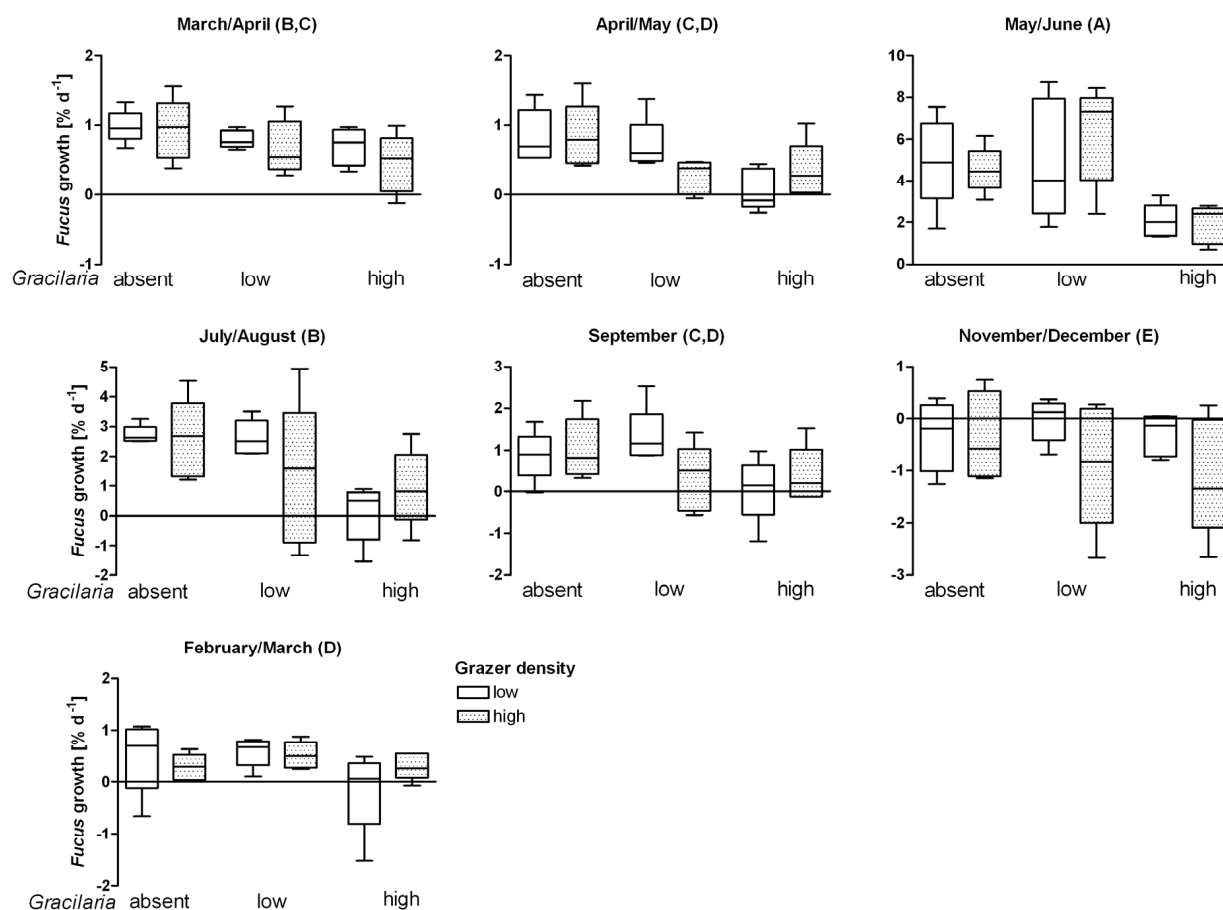 March/April (B,C)
Fucus growth [% d⁻¹]
2
1
0
-1
Gracilaria absent low high
April/May (C,D)
2
1
0
-1
absent low high
May/June (A)
10
8
6
4
2
0
absent low high
July/August (B)
Fucus growth [% d⁻¹]
5
4
3
2
1
0
-1
-2
Gracilaria absent low high
September (C,D)
3
2
1
0
-1
-2
absent low high
November/December (E)
1
0
-1
-2
-3
absent low high
February/March (D)
Fucus growth [% d⁻¹]
2
1
0
-1
-2
Gracilaria absent low high
Grazer density
low
high